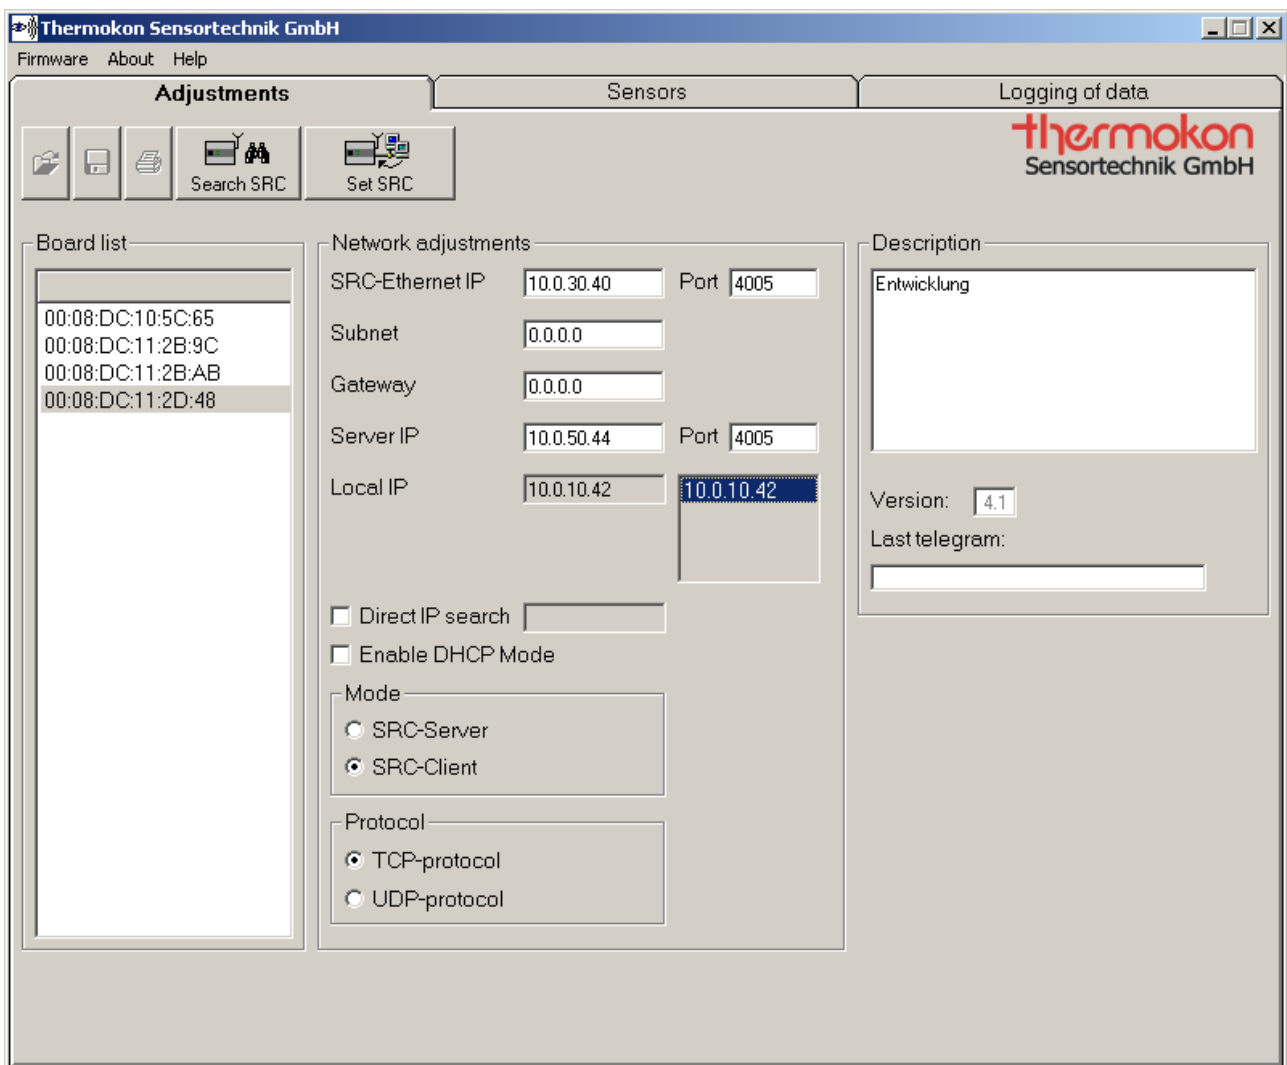 Thermokon Sensortechnik GmbH
Firmware About Help
Adjustments Sensors Logging of data
Search SRC Set SRC
thermokon
Sensortechnik GmbH
Board list
00:08:DC:10:5C:65
00:08:DC:11:2B:9C
00:08:DC:11:2B:AB
00:08:DC:11:2D:48
Network adjustments
SRC-Ethernet IP 10.0.30.40 Port 4005
Subnet 0.0.0.0
Gateway 0.0.0.0
Server IP 10.0.50.44 Port 4005
Local IP 10.0.10.42 10.0.10.42
Direct IP search
Enable DHCP Mode
Mode
SRC-Server
SRC-Client
Protocol
TCP-protocol
UDP-protocol
Description
Entwicklung
Version: 4.1
Last telegram: